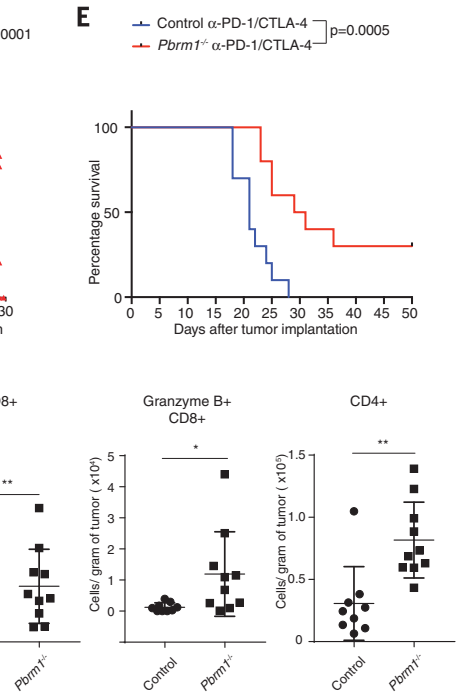 E
0001
Control α-PD-1/CTLA-4
Pbrm1-/- α-PD-1/CTLA-4
p=0.0005
Percentage survival
100
50
0
0 5 10 15 20 25 30 35 40 45 50
Days after tumor implantation
30
n
8+
**
Pbrm1-/-
Granzyme B+
CD8+
*
Cells/ gram of tumor ( x10⁴)
5
4
3
2
1
0
Control
Pbrm1-/-
CD4+
**
Cells/ gram of tumor ( x10⁵)
1.5
1.0
0.5
0
Control
Pbrm1-/-